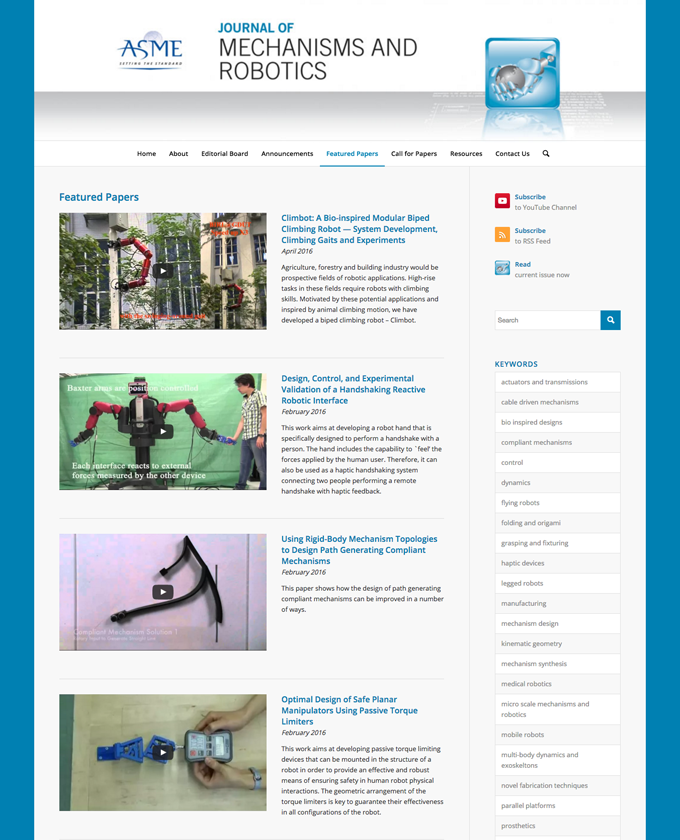 ASME
SETTING THE STANDARD
JOURNAL OF
MECHANISMS AND
ROBOTICS
Home About Editorial Board Announcements Featured Papers Call for Papers Resources Contact Us
Featured Papers
Climbot: A Bio-inspired Modular Biped
Climbing Robot — System Development,
Climbing Gaits and Experiments
April 2016
Agriculture, forestry and building industry would be
prospective fields of robotic applications. High-rise
tasks in these fields require robots with climbing
skills. Motivated by these potential applications and
inspired by animal climbing motion, we have
developed a biped climbing robot – Climbot.
Baxter arms are position controlled
Each interface reacts to external
forces measured by the other device
Design, Control, and Experimental
Validation of a Handshaking Reactive
Robotic Interface
February 2016
This work aims at developing a robot hand that is
specifically designed to perform a handshake with a
person. The hand includes the capability to `feel' the
forces applied by the human user. Therefore, it can
also be used as a haptic handshaking system
connecting two people performing a remote
handshake with haptic feedback.
Compliant Mechanism Solution 1
Using Rigid-Body Mechanism Topologies
to Design Path Generating Compliant
Mechanisms
February 2016
This paper shows how the design of path generating
compliant mechanisms can be improved in a number
of ways.
Optimal Design of Safe Planar
Manipulators Using Passive Torque
Limiters
February 2016
This work aims at developing passive torque limiting
devices that can be mounted in the structure of a
robot in order to provide an effective and robust
means of ensuring safety in human robot physical
interactions. The geometric arrangement of the
torque limiters is key to guarantee their effectiveness
in all configurations of the robot.
Subscribe
to YouTube Channel
Subscribe
to RSS Feed
Read
current issue now
Search
KEYWORDS
actuators and transmissions
cable driven mechanisms
bio inspired designs
compliant mechanisms
control
dynamics
flying robots
folding and origami
grasping and fixturing
haptic devices
legged robots
manufacturing
mechanism design
kinematic geometry
mechanism synthesis
medical robotics
micro scale mechanisms and
robotics
mobile robots
multi-body dynamics and
exoskeltons
novel fabrication techniques
parallel platforms
prosthetics